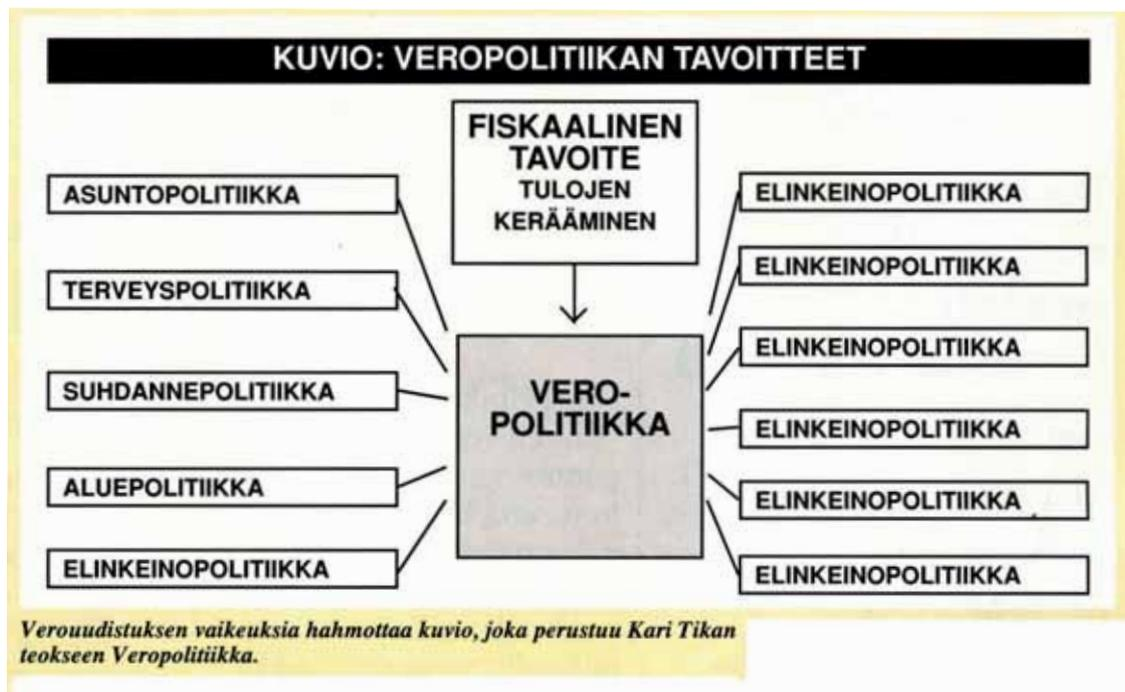 KUVIO: VEROPOLITIIKAN TAVOITTEET
FISKAALINEN
TAVOITE
TULOJEN
KERÄÄMINEN
ASUNTOPOLITIIKKA
TERVEYSPOLITIIKKA
SUHDANNEPOLITIIKKA
ALUEPOLITIIKKA
ELINKEINOPOLITIIKKA
VERO-
POLITIIKKA
ELINKEINOPOLITIIKKA
ELINKEINOPOLITIIKKA
ELINKEINOPOLITIIKKA
ELINKEINOPOLITIIKKA
ELINKEINOPOLITIIKKA
ELINKEINOPOLITIIKKA
Verouudistuksen vaikeuksia hahmottaa kuvio, joka perustuu Kari Tikan
teokseen Veropolitiikka.